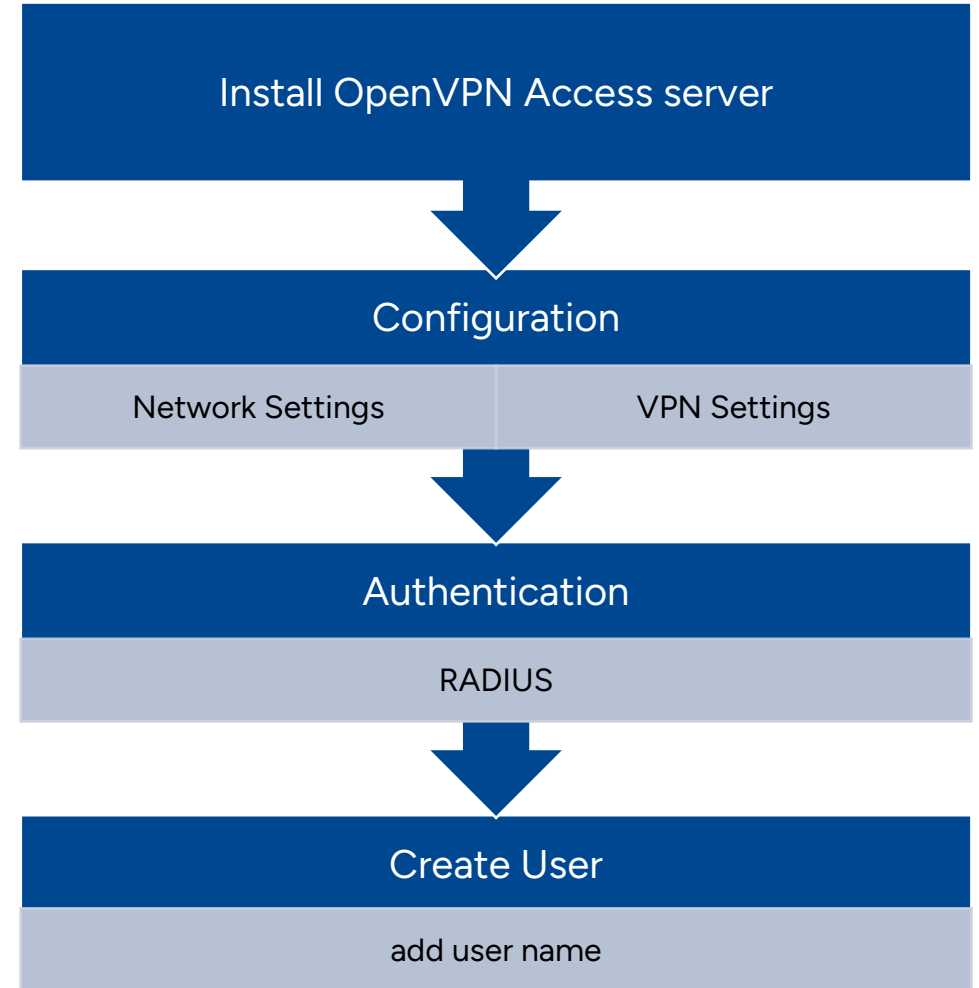 Install OpenVPN Access server
Configuration
Network Settings
VPN Settings
Authentication
RADIUS
Create User
add user name